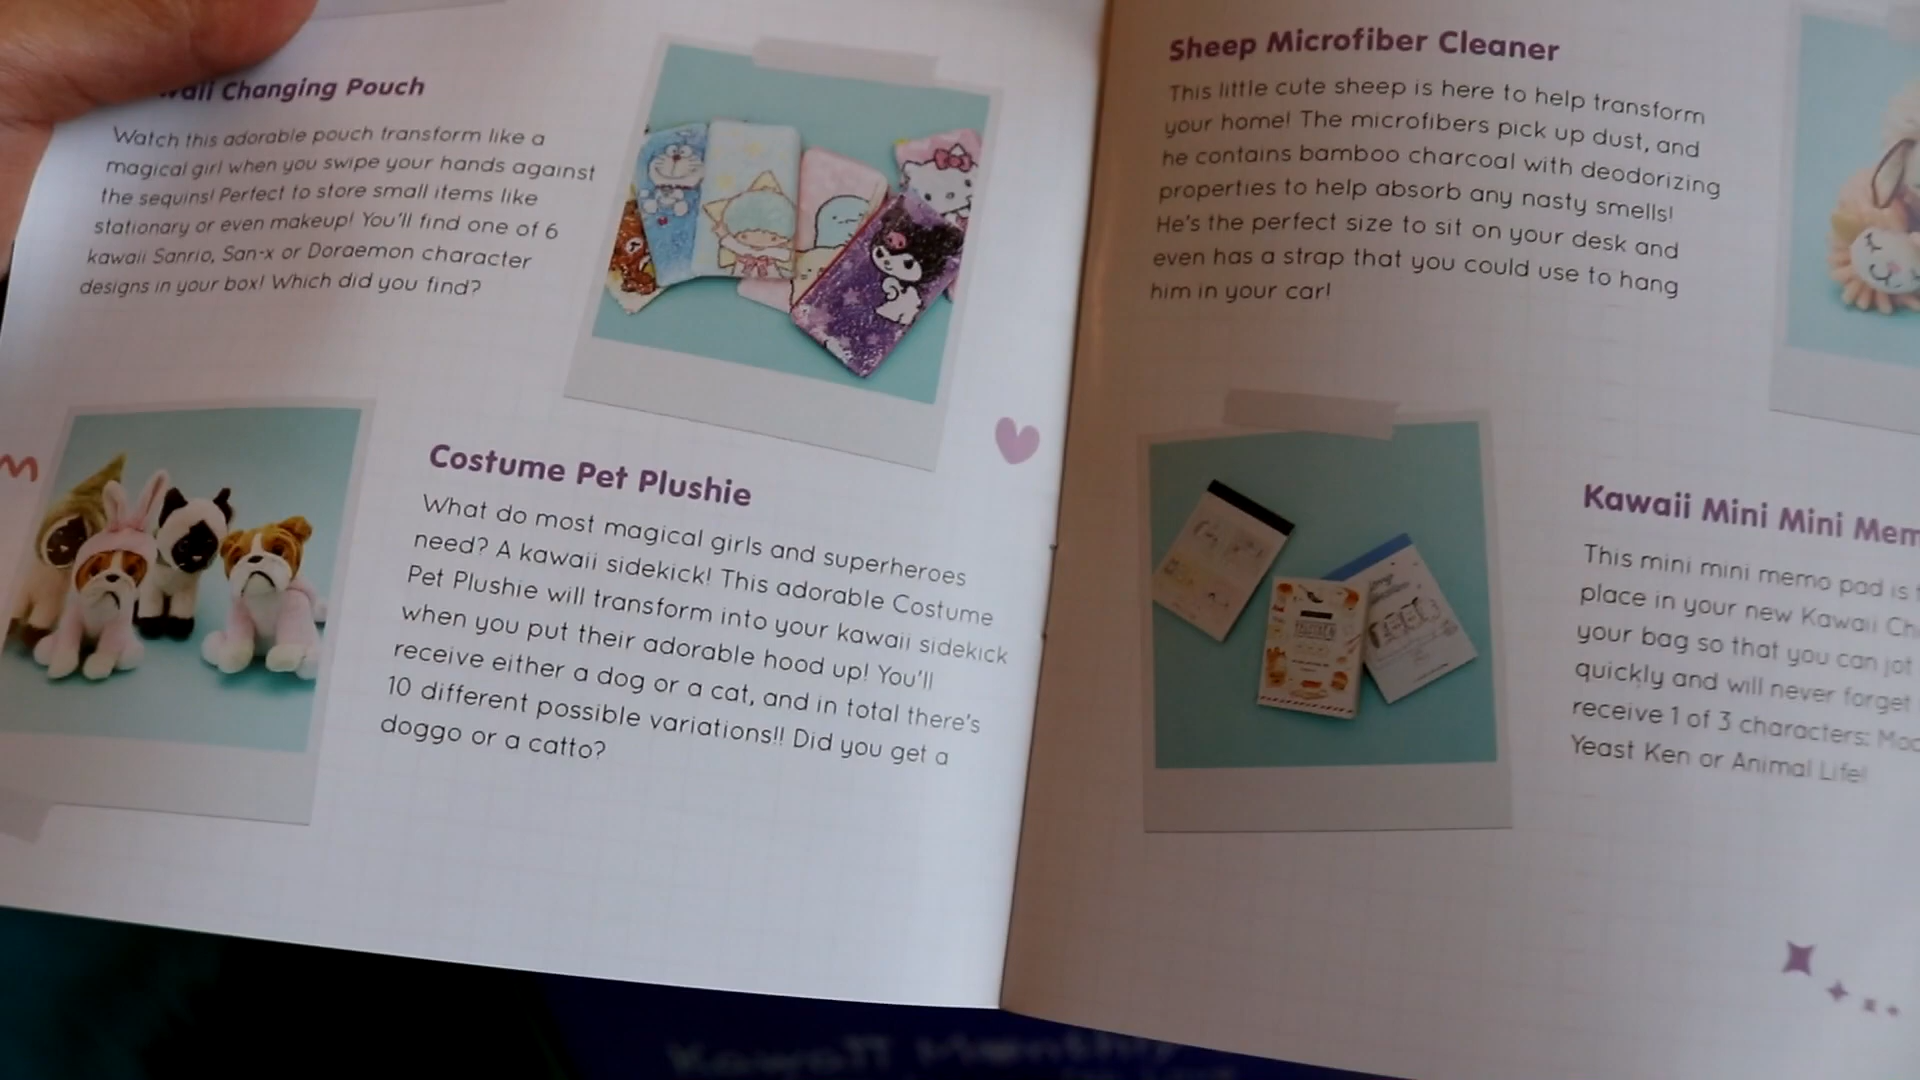 Changing Pouch
Watch this adorable pouch transform like a
magical girl when you swipe your hands against
the sequins! Perfect to store small items like
stationary or even makeup! You'll find one of 6
kawaii Sanrio, San-x or Doraemon character
designs in your box! Which did you find?
Costume Pet Plushie
What do most magical girls and superheroes
need? A kawaii sidekick! This adorable Costume
Pet Plushie will transform into your kawaii sidekick
when you put their adorable hood up! You'll
receive either a dog or a cat, and in total there's
10 different possible variations!! Did you get a
doggo or a catto?
Sheep Microfiber Cleaner
This little cute sheep is here to help transform
your home! The microfibers pick up dust, and
he contains bamboo charcoal with deodorizing
properties to help absorb any nasty smells!
He's the perfect size to sit on your desk and
even has a strap that you could use to hang
him in your car!
Kawaii Mini Mini Mem
This mini mini memo pad is
place in your new Kawaii Ch
your bag so that you can jot
quickly and will never forget
receive 1 of 3 characters:
Yeast Ken or Animal Life!
Kawaii Monthly